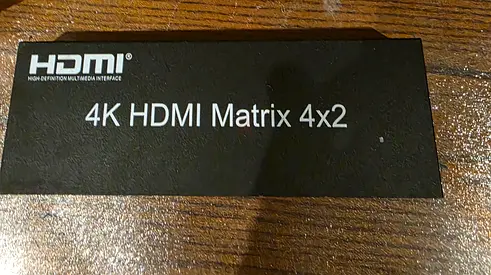 HDMI®
HIGH-DEFINITION MULTIMEDIA INTERFACE
4K HDMI Matrix 4x2